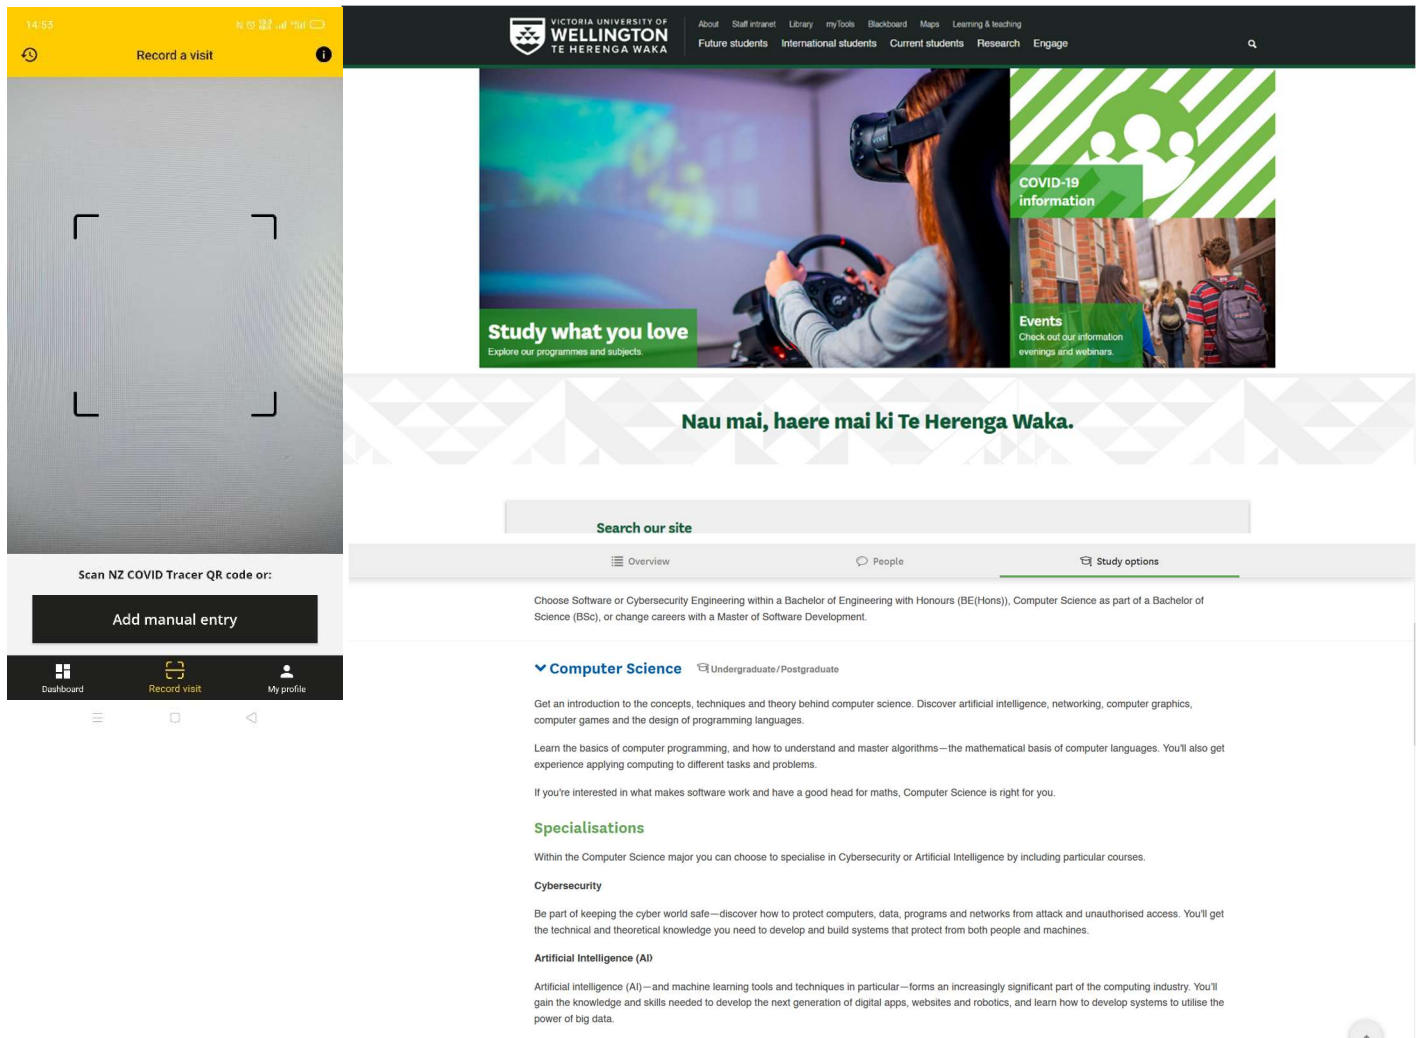 14:53
Record a visit
Scan NZ COVID Tracer QR code or:
Add manual entry
Dashboard
Record visit
My profile
VICTORIA UNIVERSITY OF
WELLINGTON
TE HERENGA WAKA
About Staff intranet Library myTools Blackboard Maps Learning & teaching
Future students International students Current students Research Engage
COVID-19
information
Study what you love
Explore our programmes and subjects.
Events
Check out our information
evenings and webinars.
Nau mai, haere mai ki Te Herenga Waka.
Search our site
Overview People Study options
Choose Software or Cybersecurity Engineering within a Bachelor of Engineering with Honours (BE(Hons)), Computer Science as part of a Bachelor of
Science (BSc), or change careers with a Master of Software Development.
Computer Science Undergraduate/Postgraduate
Get an introduction to the concepts, techniques and theory behind computer science. Discover artificial intelligence, networking, computer graphics,
computer games and the design of programming languages.
Learn the basics of computer programming, and how to understand and master algorithms—the mathematical basis of computer languages. You'll also get
experience applying computing to different tasks and problems.
If you're interested in what makes software work and have a good head for maths, Computer Science is right for you.
Specialisations
Within the Computer Science major you can choose to specialise in Cybersecurity or Artificial Intelligence by including particular courses.
Cybersecurity
Be part of keeping the cyber world safe—discover how to protect computers, data, programs and networks from attack and unauthorised access. You'll get
the technical and theoretical knowledge you need to develop and build systems that protect from both people and machines.
Artificial Intelligence (AI)
Artificial intelligence (AI)—and machine learning tools and techniques in particular—forms an increasingly significant part of the computing industry. You'll
gain the knowledge and skills needed to develop the next generation of digital apps, websites and robotics, and learn how to develop systems to utilise the
power of big data.